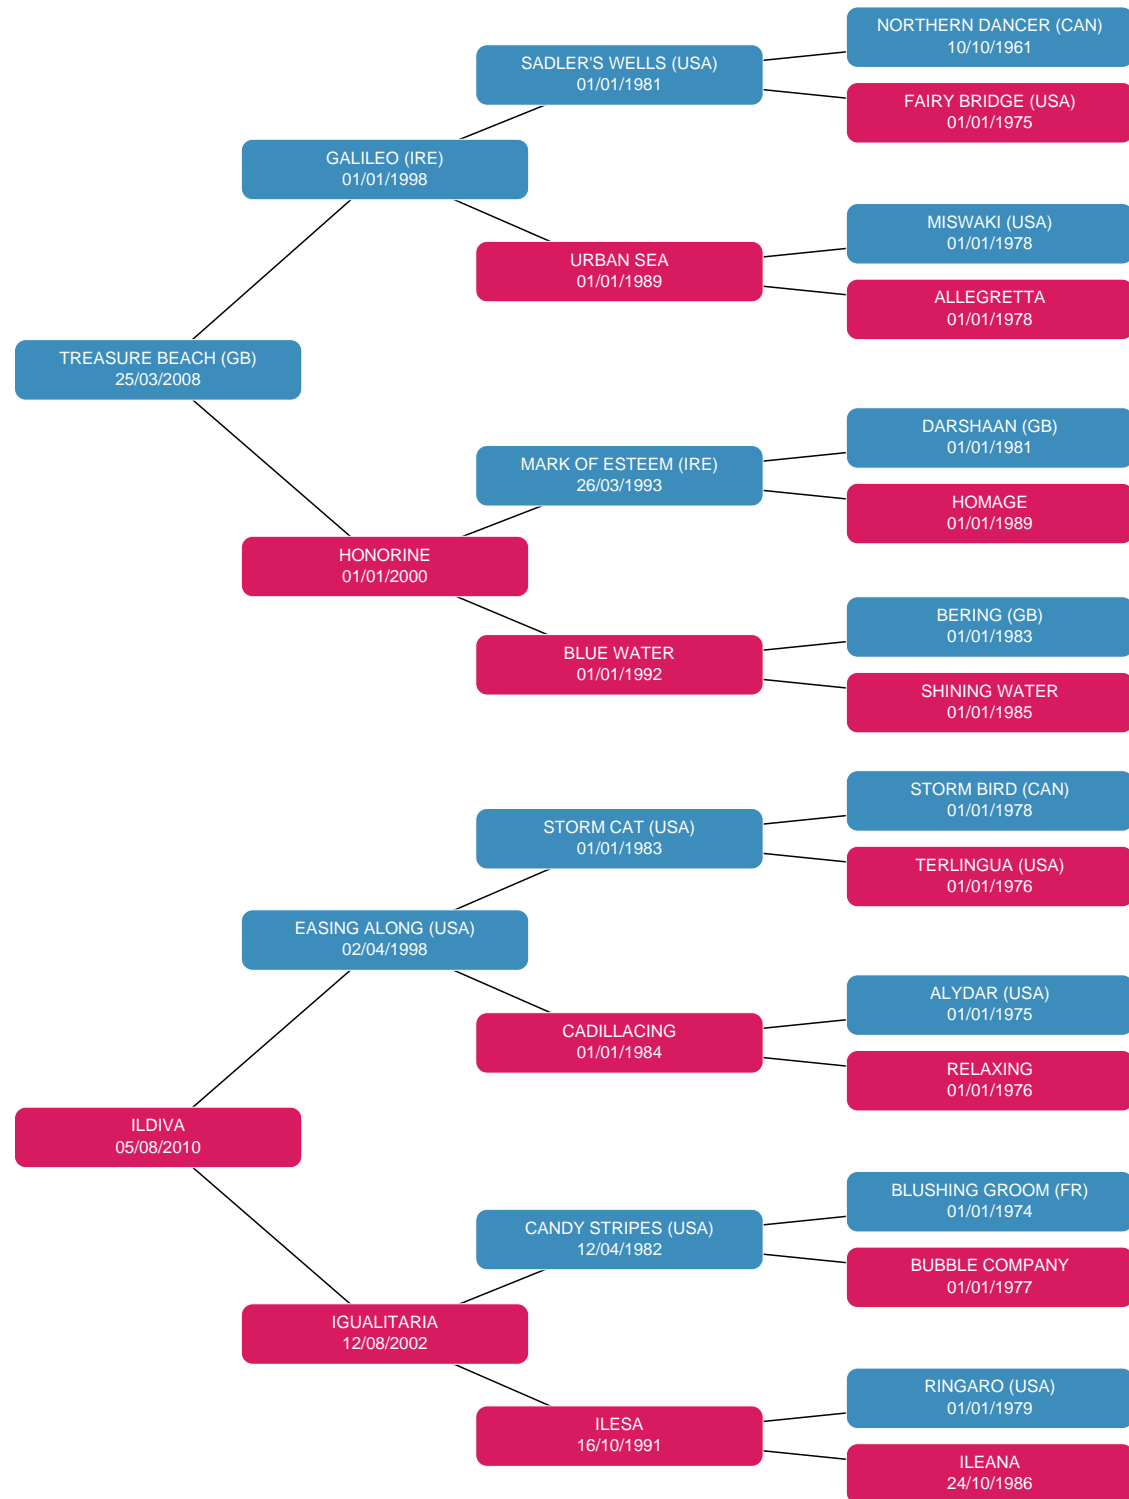 NORTHERN DANCER (CAN)
10/10/1961
SADLER'S WELLS (USA)
01/01/1981
FAIRY BRIDGE (USA)
01/01/1975
GALILEO (IRE)
01/01/1998
MISWAKI (USA)
01/01/1978
URBAN SEA
01/01/1989
ALLEGRETTA
01/01/1978
TREASURE BEACH (GB)
25/03/2008
DARSHAAN (GB)
01/01/1981
MARK OF ESTEEM (IRE)
26/03/1993
HOMAGE
01/01/1989
HONORINE
01/01/2000
BERING (GB)
01/01/1983
BLUE WATER
01/01/1992
SHINING WATER
01/01/1985
STORM BIRD (CAN)
01/01/1978
STORM CAT (USA)
01/01/1983
TERLINGUA (USA)
01/01/1976
EASING ALONG (USA)
02/04/1998
ALYDAR (USA)
01/01/1975
CADILLACING
01/01/1984
RELAXING
01/01/1976
ILDIVA
05/08/2010
BLUSHING GROOM (FR)
01/01/1974
CANDY STRIPES (USA)
12/04/1982
BUBBLE COMPANY
01/01/1977
IGUALITARIA
12/08/2002
RINGARO (USA)
01/01/1979
ILESA
16/10/1991
ILEANA
24/10/1986